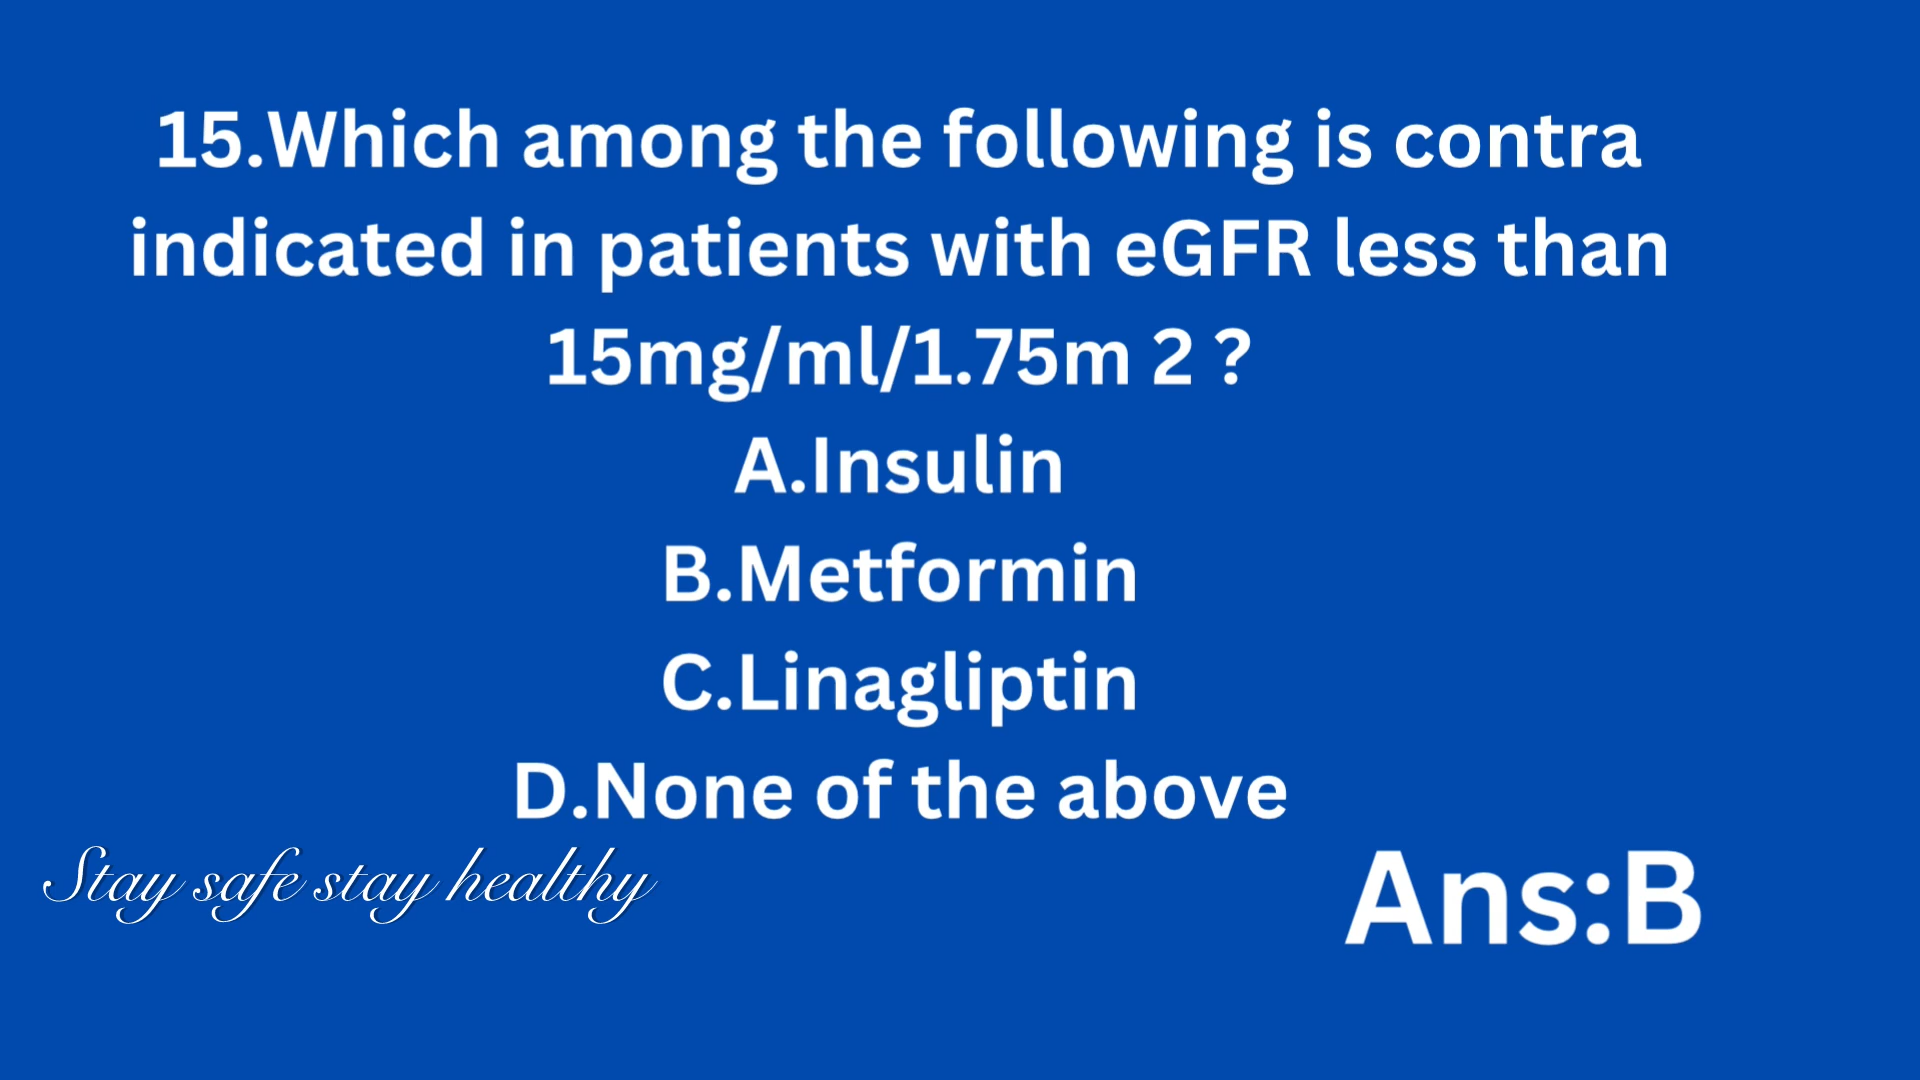 15.Which among the following is contra
indicated in patients with eGFR less than
15mg/ml/1.75m 2 ?
A.Insulin
B.Metformin
C.Linagliptin
D.None of the above
Stay safe stay healthy
Ans:B